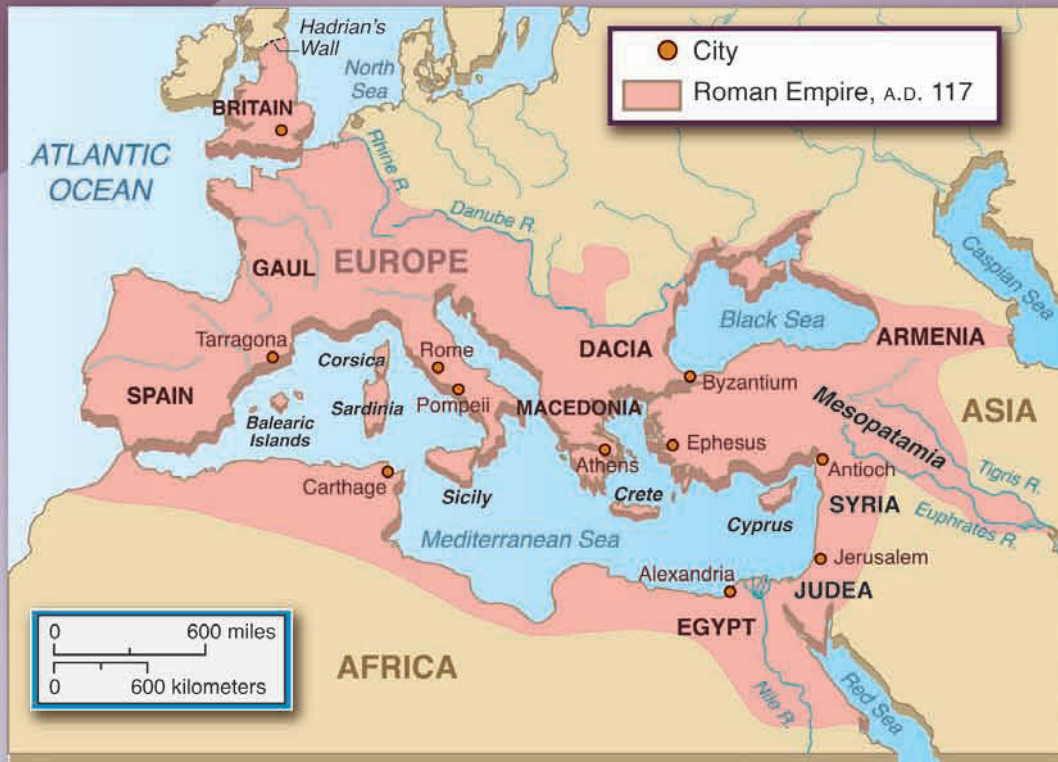 Hadrian's
Wall
North
Sea
City
Roman Empire, A.D. 117
BRITAIN
ATLANTIC
OCEAN
Rhine R.
Danube R.
GAUL
EUROPE
Caspian Sea
Black Sea
ARMENIA
Tarragona
Corsica
Rome
DACIA
Byzantium
SPAIN
Sardinia
Pompeii
MACEDONIA
Mesopatamia
ASIA
Balearic
Islands
Athens
Ephesus
Antioch
Tigris R.
Carthage
Sicily
Crete
Cyprus
SYRIA
Euphrates R.
Mediterranean Sea
Jerusalem
Alexandria
JUDEA
EGYPT
0 600 miles
0 600 kilometers
AFRICA
Nile R.
Red Sea